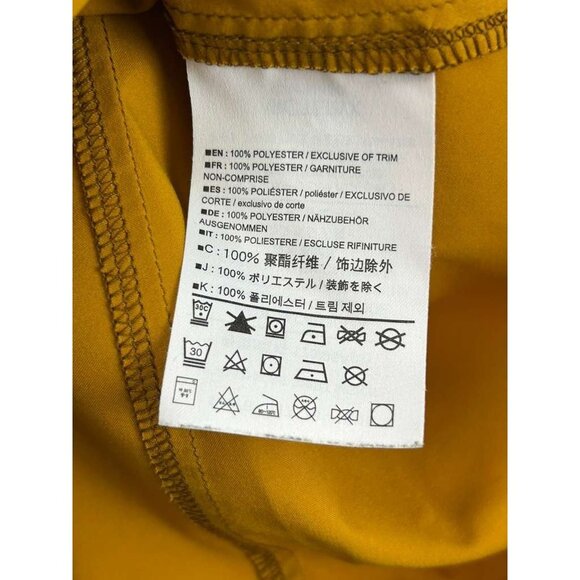 ■EN: 100% POLYESTER / EXCLUSIVE OF TRIM
■FR: 100% POLYESTER / GARNITURE
NON-COMPRISE
■ES: 100% POLIÉSTER / poliéster / EXCLUSIVO DE
CORTE / exclusivo de corte
■DE: 100% POLYESTER / NÄHZUBEHÖR
AUSGENOMMEN
■IT: 100% POLIESTERE / ESCLUSE RIFINITURE
■C: 100% 聚酯纤维 / 饰边除外
■J: 100% ポリエステル / 装飾を除く
■K: 100% 폴리에스터 / 트림 제외
30C
30